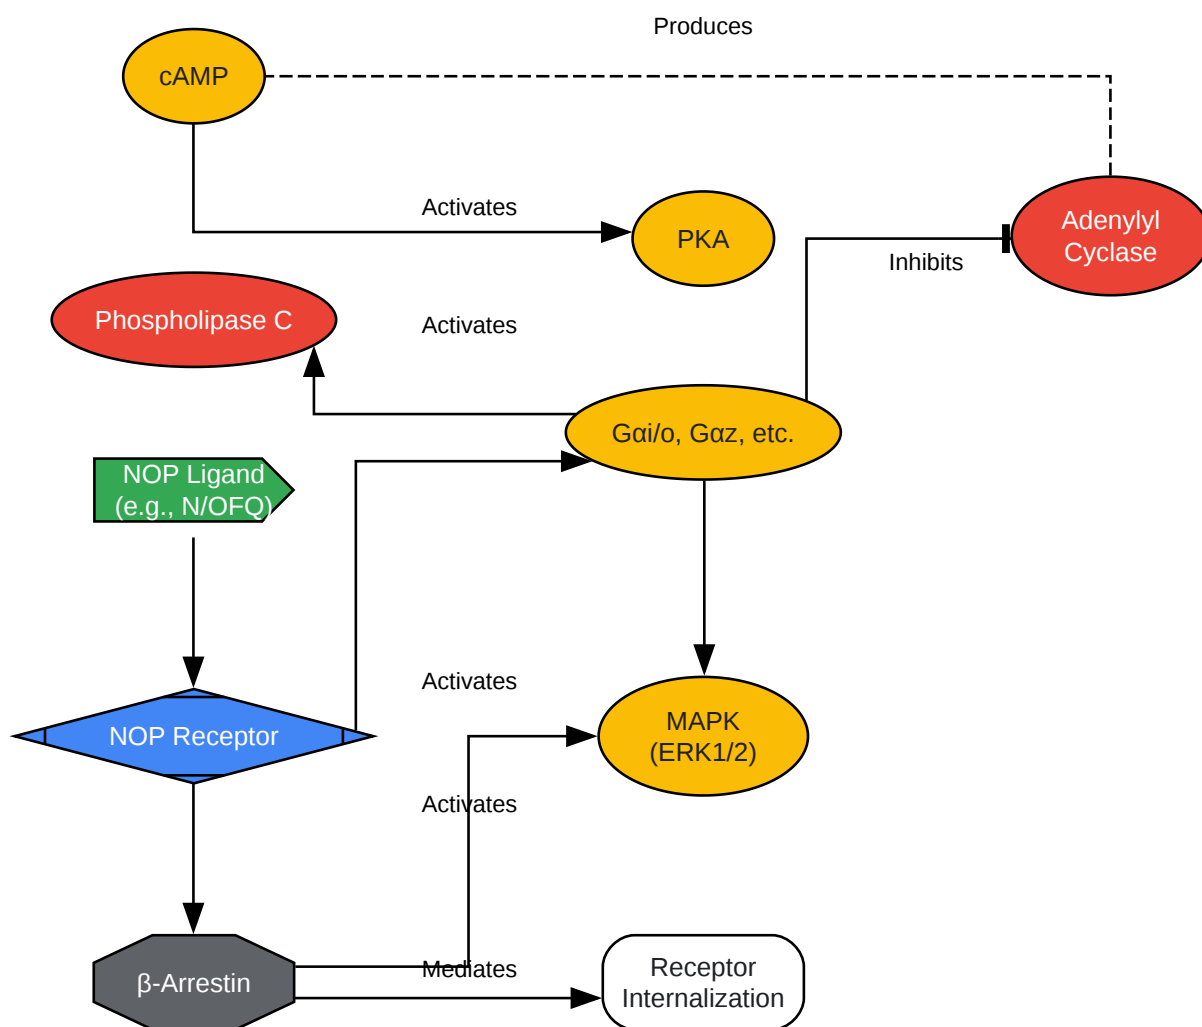 Produces
cAMP
Activates
PKA
Adenylyl
Cyclase
Inhibits
Phospholipase C
Activates
Gαi/o, Gαz, etc.
NOP Ligand
(e.g., N/OFQ)
Activates
NOP Receptor
MAPK
(ERK1/2)
Activates
Mediates
β-Arrestin
Receptor
Internalization